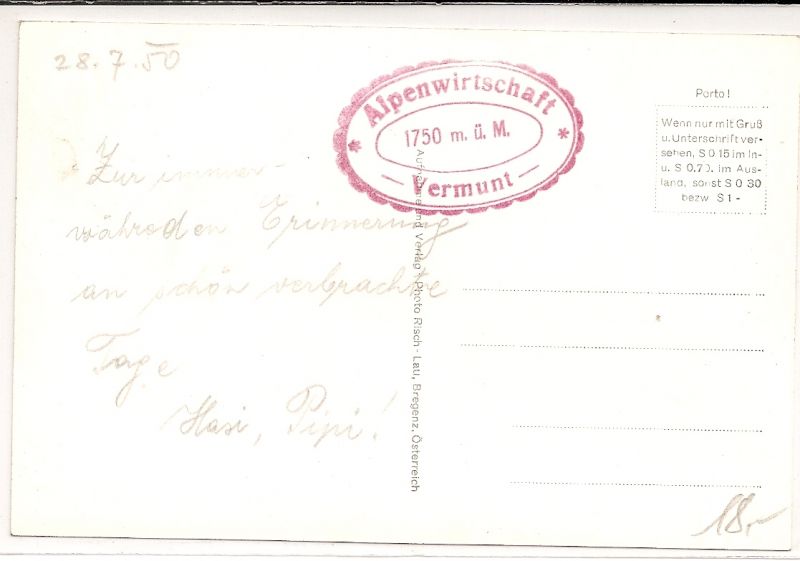 28.7.50
Alpenwirtschaft
1750 m. ü. M.
Vermunt
Porto!
Wenn nur mit Gruß
u. Unterschrift ver-
sehen, S 0,15 im In-
u. S 0,70. im Aus-
land, sonst S 0 30
bezw S 1 -
Zur immer-
währeden Erinnerung
an schön verbrachte
Tage
Hasi, Pipi!
Verlag Photo Risch - Lau, Bregenz, Österreich
18,-